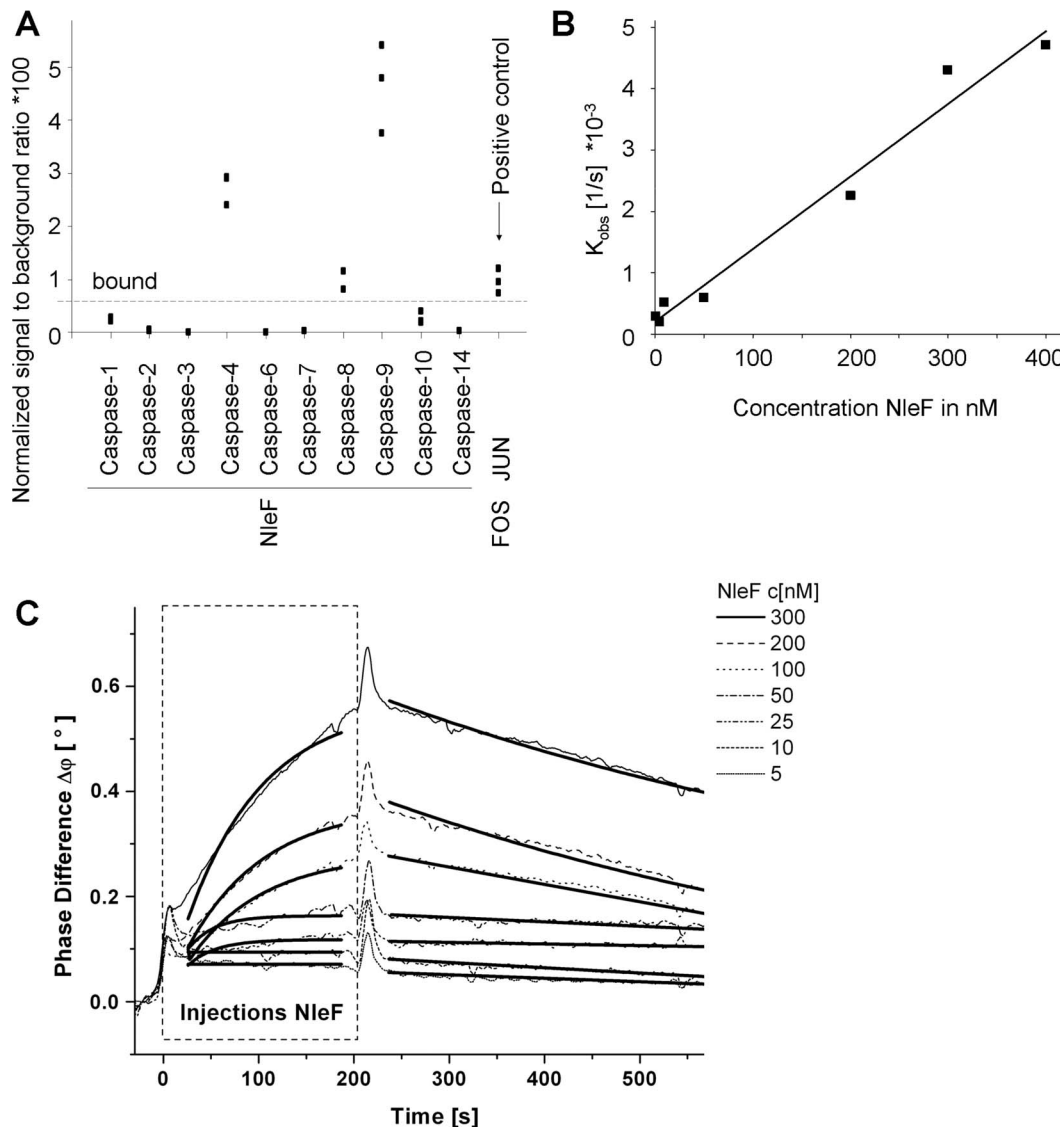 A
Normalized signal to background ratio *100
5
4
3
2
1
0
bound
Positive control
Caspase-1
Caspase-2
Caspase-3
Caspase-4
Caspase-6
Caspase-7
Caspase-8
Caspase-9
Caspase-10
Caspase-14
NleF
FOS JUN
B
Kobs [1/s] *10-3
5
4
3
2
1
0
0 100 200 300 400
Concentration NleF in nM
C
Phase Difference Δφ [ ° ]
0.6
0.4
0.2
0.0
Injections NleF
0 100 200 300 400 500
Time [s]
NleF c[nM]
300
200
100
50
25
10
5